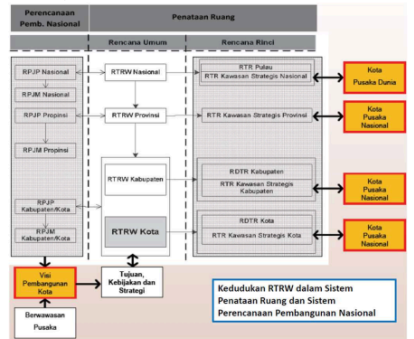 Perencanaan
Pemb. Nasional
Penataan Ruang
Rencana Umum
Rencana Rinci
RPJP Nasional
RTRW Nasional
RTR Pulau
RTR Kawasan Strategis Nasional
Kota
Pusaka Dunia
RPJM Nasional
RPJP Propinsi
RTRW Provinsi
RTR Kawasan Strategis Provinsi
Kota
Pusaka
Nasional
RPJM Propinsi
RTRW Kabupaten
RDTR Kabupaten
RTR Kawasan Strategis
Kabupaten
Kota
Pusaka
Nasional
RPJP
Kabupaten/Kota
RTRW Kota
RDTR Kota
RTR Kawasan Strategis Kota
Kota
Pusaka
Nasional
RPJM
Kabupaten/Kota
Visi
Pembangunan
Kota
Tujuan,
Kebijakan dan
Strategi
Berwawasan
Pusaka
Kedudukan RTRW dalam Sistem
Penataan Ruang dan Sistem
Perencanaan Pembangunan Nasional